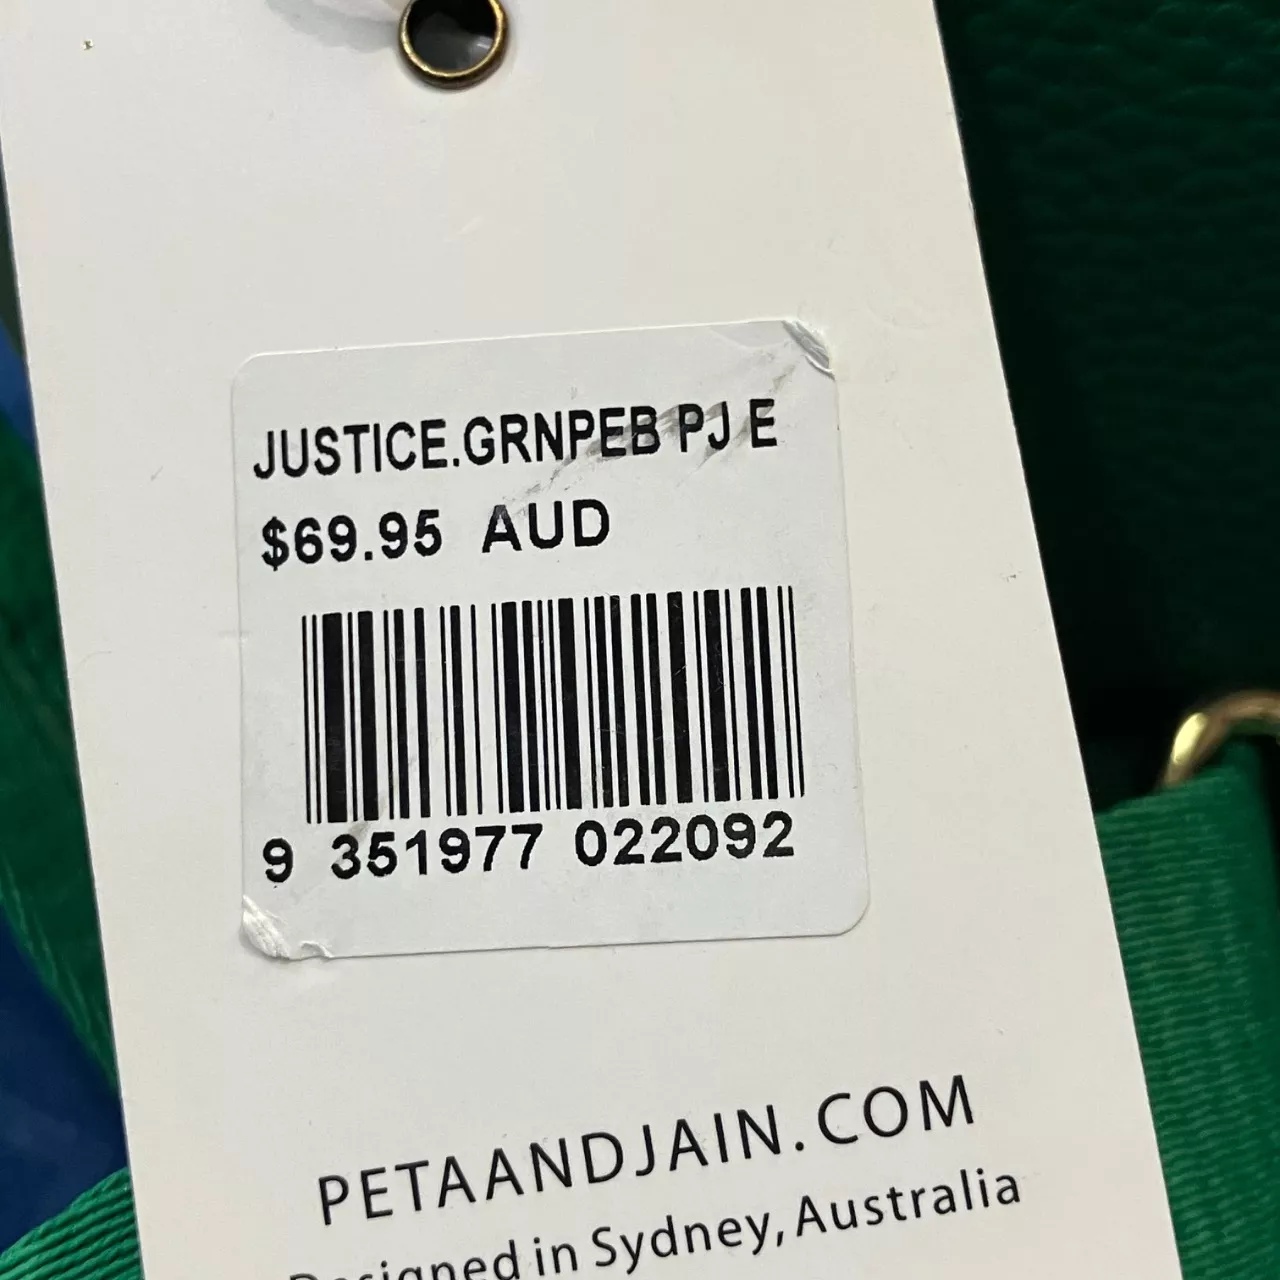 JUSTICE.GRNPEB PJ E
$69.95 AUD
9 351977 022092
PETAANDJAIN.COM
Designed in Sydney, Australia